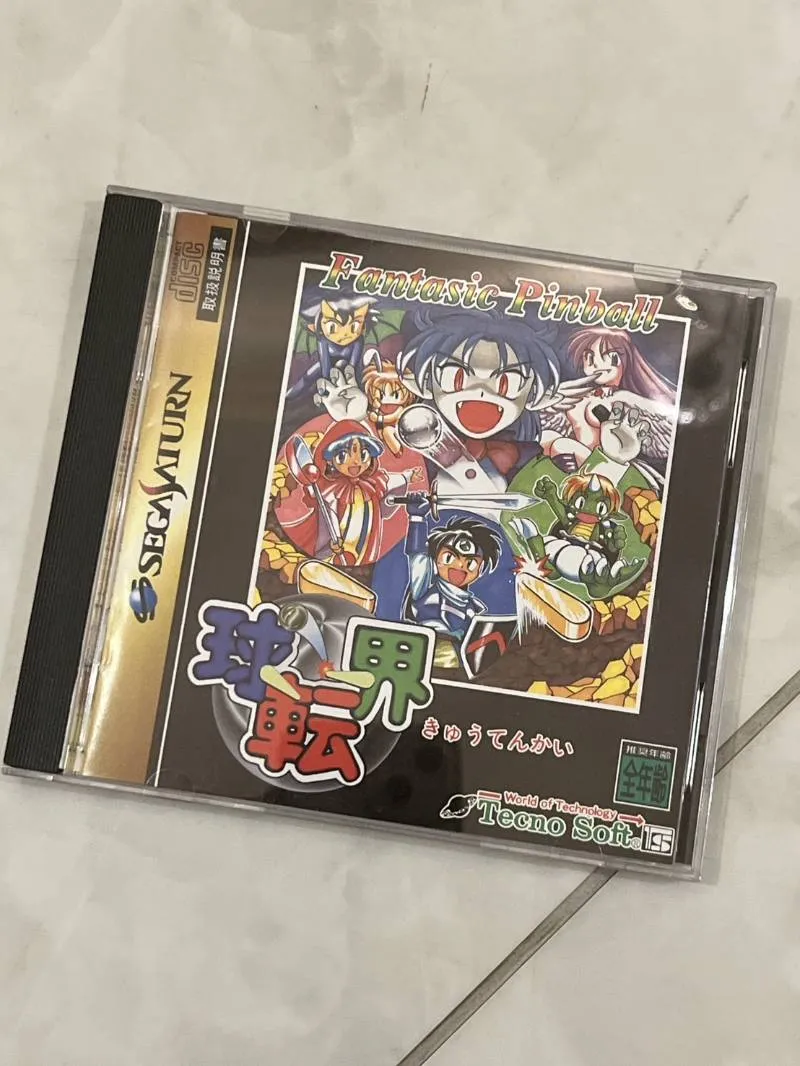 COMPACT
disc
取扱説明書
SEGA SATURN
Fantasic Pinball
球転界
きゅうてんかい
推奨年齢
全年齢
World of Technology
Tecno Soft®
TS